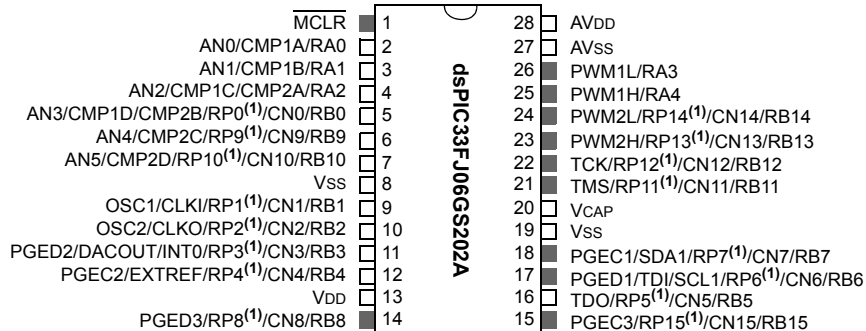 MCLR 1
AN0/CMP1A/RA0 2
AN1/CMP1B/RA1 3
AN2/CMP1C/CMP2A/RA2 4
AN3/CMP1D/CMP2B/RP0(1)/CN0/RB0 5
AN4/CMP2C/RP9(1)/CN9/RB9 6
AN5/CMP2D/RP10(1)/CN10/RB10 7
VSS 8
OSC1/CLKI/RP1(1)/CN1/RB1 9
OSC2/CLKO/RP2(1)/CN2/RB2 10
PGED2/DACOUT/INT0/RP3(1)/CN3/RB3 11
PGEC2/EXTREF/RP4(1)/CN4/RB4 12
VDD 13
PGED3/RP8(1)/CN8/RB8 14
dsPIC33FJ06GS202A
28 AVDD
27 AVSS
26 PWM1L/RA3
25 PWM1H/RA4
24 PWM2L/RP14(1)/CN14/RB14
23 PWM2H/RP13(1)/CN13/RB13
22 TCK/RP12(1)/CN12/RB12
21 TMS/RP11(1)/CN11/RB11
20 VCAP
19 VSS
18 PGEC1/SDA1/RP7(1)/CN7/RB7
17 PGED1/TDI/SCL1/RP6(1)/CN6/RB6
16 TDO/RP5(1)/CN5/RB5
15 PGEC3/RP15(1)/CN15/RB15